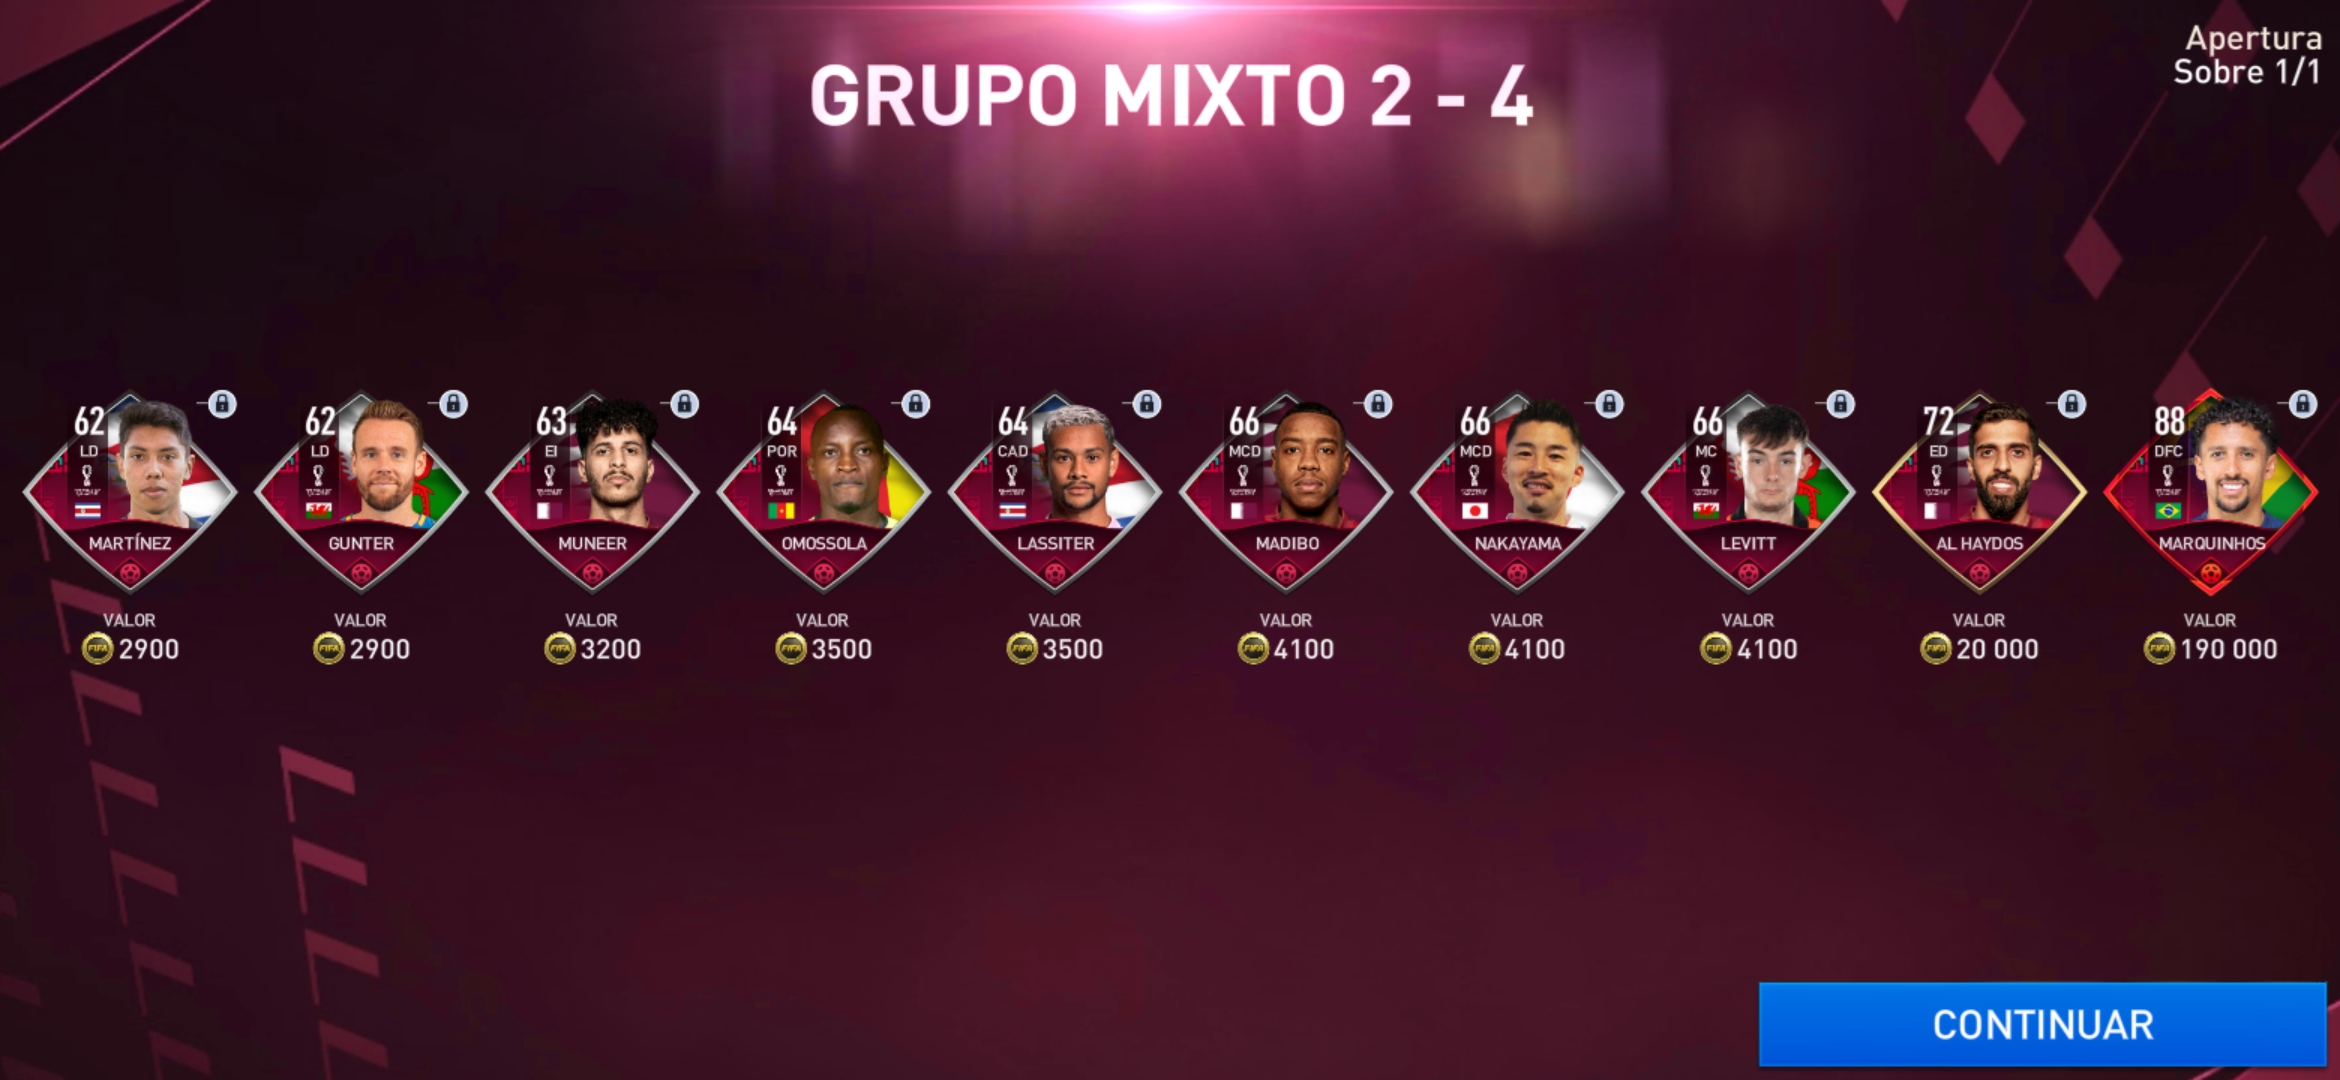 Apertura
Sobre 1/1
GRUPO MIXTO 2 - 4
62 62 63 64 64 66 66 66 72 88
LD LD EI POR CAD MCD MCD MC ED DFC
MARTÍNEZ GUNTER MUNEER OMOSSOLA LASSITER MADIBO NAKAYAMA LEVITT AL HAYDOS MARQUINHOS
VALOR VALOR VALOR VALOR VALOR VALOR VALOR VALOR VALOR VALOR
2900 2900 3200 3500 3500 4100 4100 4100 20 000 190 000
CONTINUAR